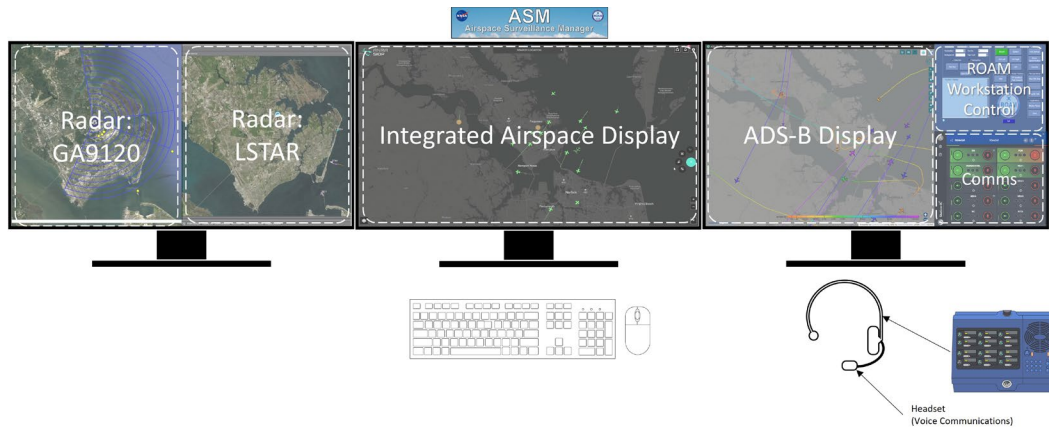 ASM
Airspace Surveillance Manager
Radar:
GA9120
Radar:
LSTAR
Integrated Airspace Display
ADS-B Display
ROAM
Workstation
Control
Comms
Headset
(Voice Communications)